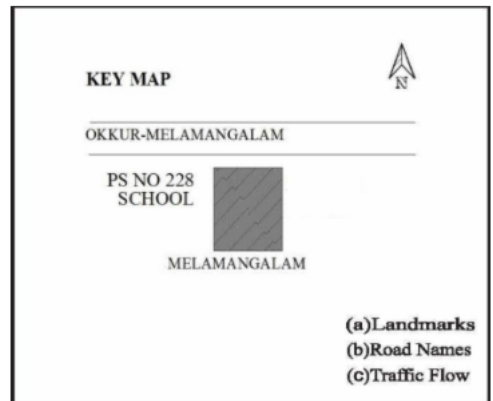 KEY MAP
N
OKKUR-MELAMANGALAM
PS NO 228
SCHOOL
MELAMANGALAM
(a)Landmarks
(b)Road Names
(c)Traffic Flow